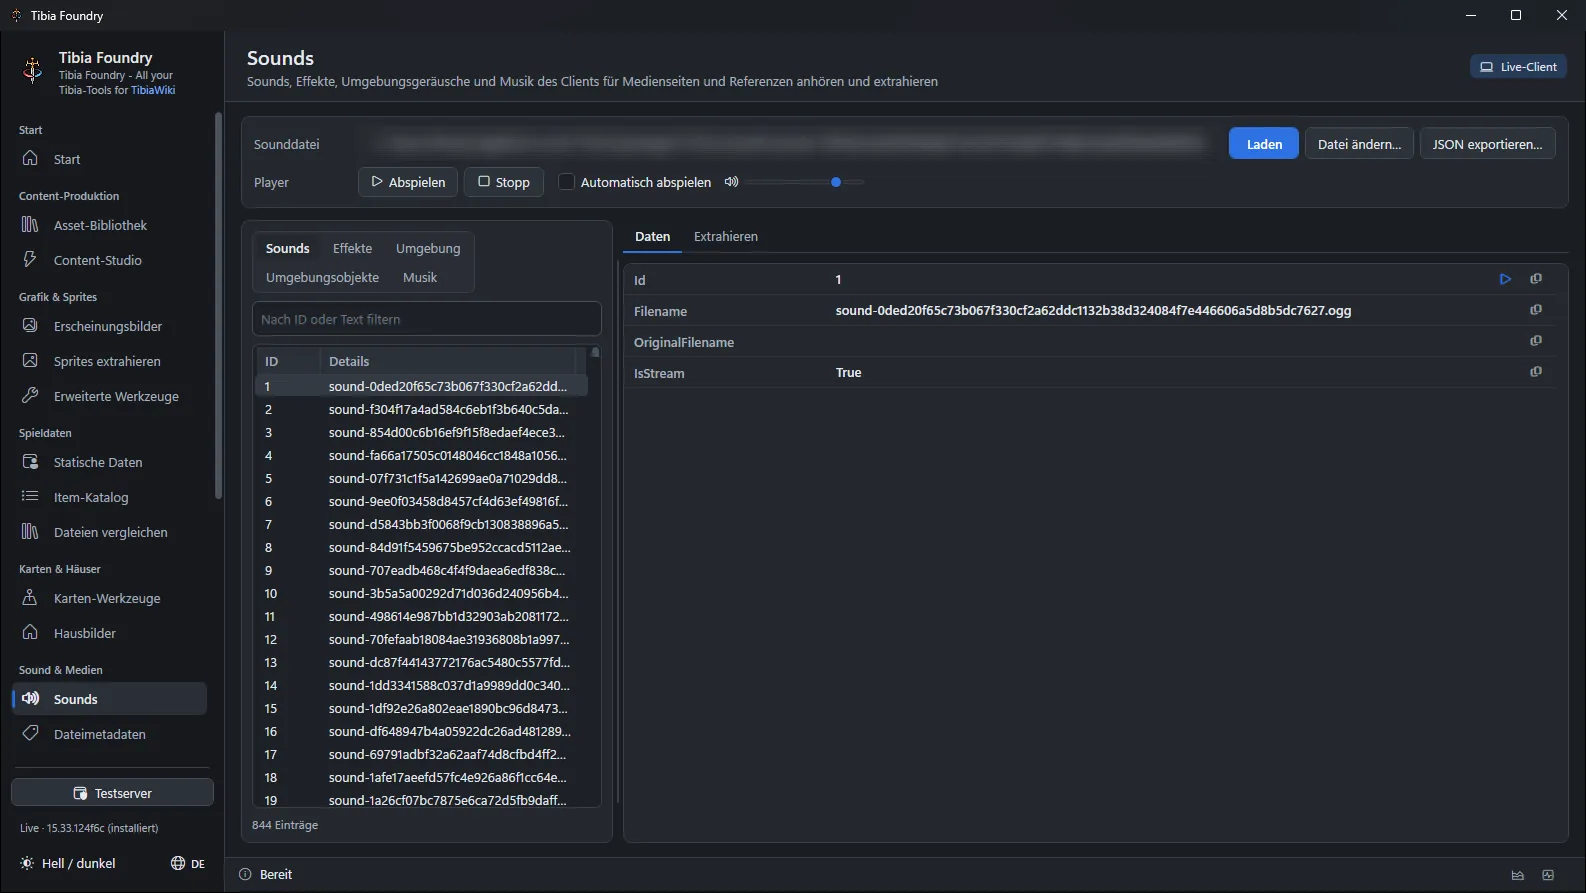 Tibia Foundry
Tibia Foundry
Tibia Foundry - All your
Tibia-Tools for TibiaWiki
Start
Start
Content-Produktion
Asset-Bibliothek
Content-Studio
Grafik & Sprites
Erscheinungsbilder
Sprites extrahieren
Erweiterte Werkzeuge
Spieldaten
Statische Daten
Item-Katalog
Dateien vergleichen
Karten & Häuser
Karten-Werkzeuge
Hausbilder
Sound & Medien
Sounds
Dateimetadaten
Testserver
Live · 15.33.124f6c (installiert)
Hell / dunkel DE
Sounds
Sounds, Effekte, Umgebungsgeräusche und Musik des Clients für Medienseiten und Referenzen anhören und extrahieren
Live-Client
Sounddatei
Laden Datei ändern... JSON exportieren...
Player Abspielen Stopp Automatisch abspielen
Sounds Effekte Umgebung
Umgebungsobjekte Musik
Nach ID oder Text filtern
ID Details
1 sound-0ded20f65c73b067f330cf2a62dd...
2 sound-f304f17a4ad584c6eb1f3b640c5da...
3 sound-854d00c6b16ef9f15f8edaef4ece3...
4 sound-fa66a17505c0148046cc1848a1056...
5 sound-07f731c1f5a142699ae0a71029dd8...
6 sound-9ee0f03458d8457cf4d63ef49816f...
7 sound-d5843bb3f0068f9cb130838896a5...
8 sound-84d91f5459675be952ccacd5112ae...
9 sound-707eadb468c4f4f9daea6edf838c...
10 sound-3b5a5a00292d71d036d240956b4...
11 sound-498614e987bb1d32903ab2081172...
12 sound-70fefaab18084ae31936808b1a997...
13 sound-dc87f44143772176ac5480c5577fd...
14 sound-1dd3341588c037d1a9989dd0c340...
15 sound-1df92e26a802eae1890bc96d8473...
16 sound-df648947b4a05922dc26ad481289...
17 sound-69791adbf32a62aaf74d8cfbd4ff2...
18 sound-1afe17aeefd57fc4e926a86f1cc64e...
19 sound-1a26cf07bc7875e6ca72d5fb9daff...
844 Einträge
Daten Extrahieren
Id 1
Filename sound-0ded20f65c73b067f330cf2a62ddc1132b38d324084f7e446606a5d8b5dc7627.ogg
OriginalFilename
IsStream True
Bereit